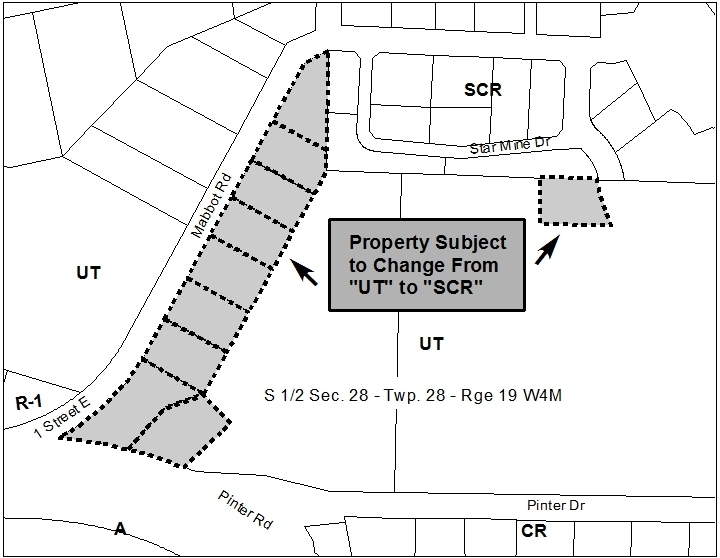 SCR
Star Mine Dr
Mabbot Rd
Property Subject
to Change From
"UT" to "SCR"
UT
UT
S 1/2 Sec. 28 - Twp. 28 - Rge 19 W4M
R-1
1 Street E
Pinter Rd
Pinter Dr
A
CR